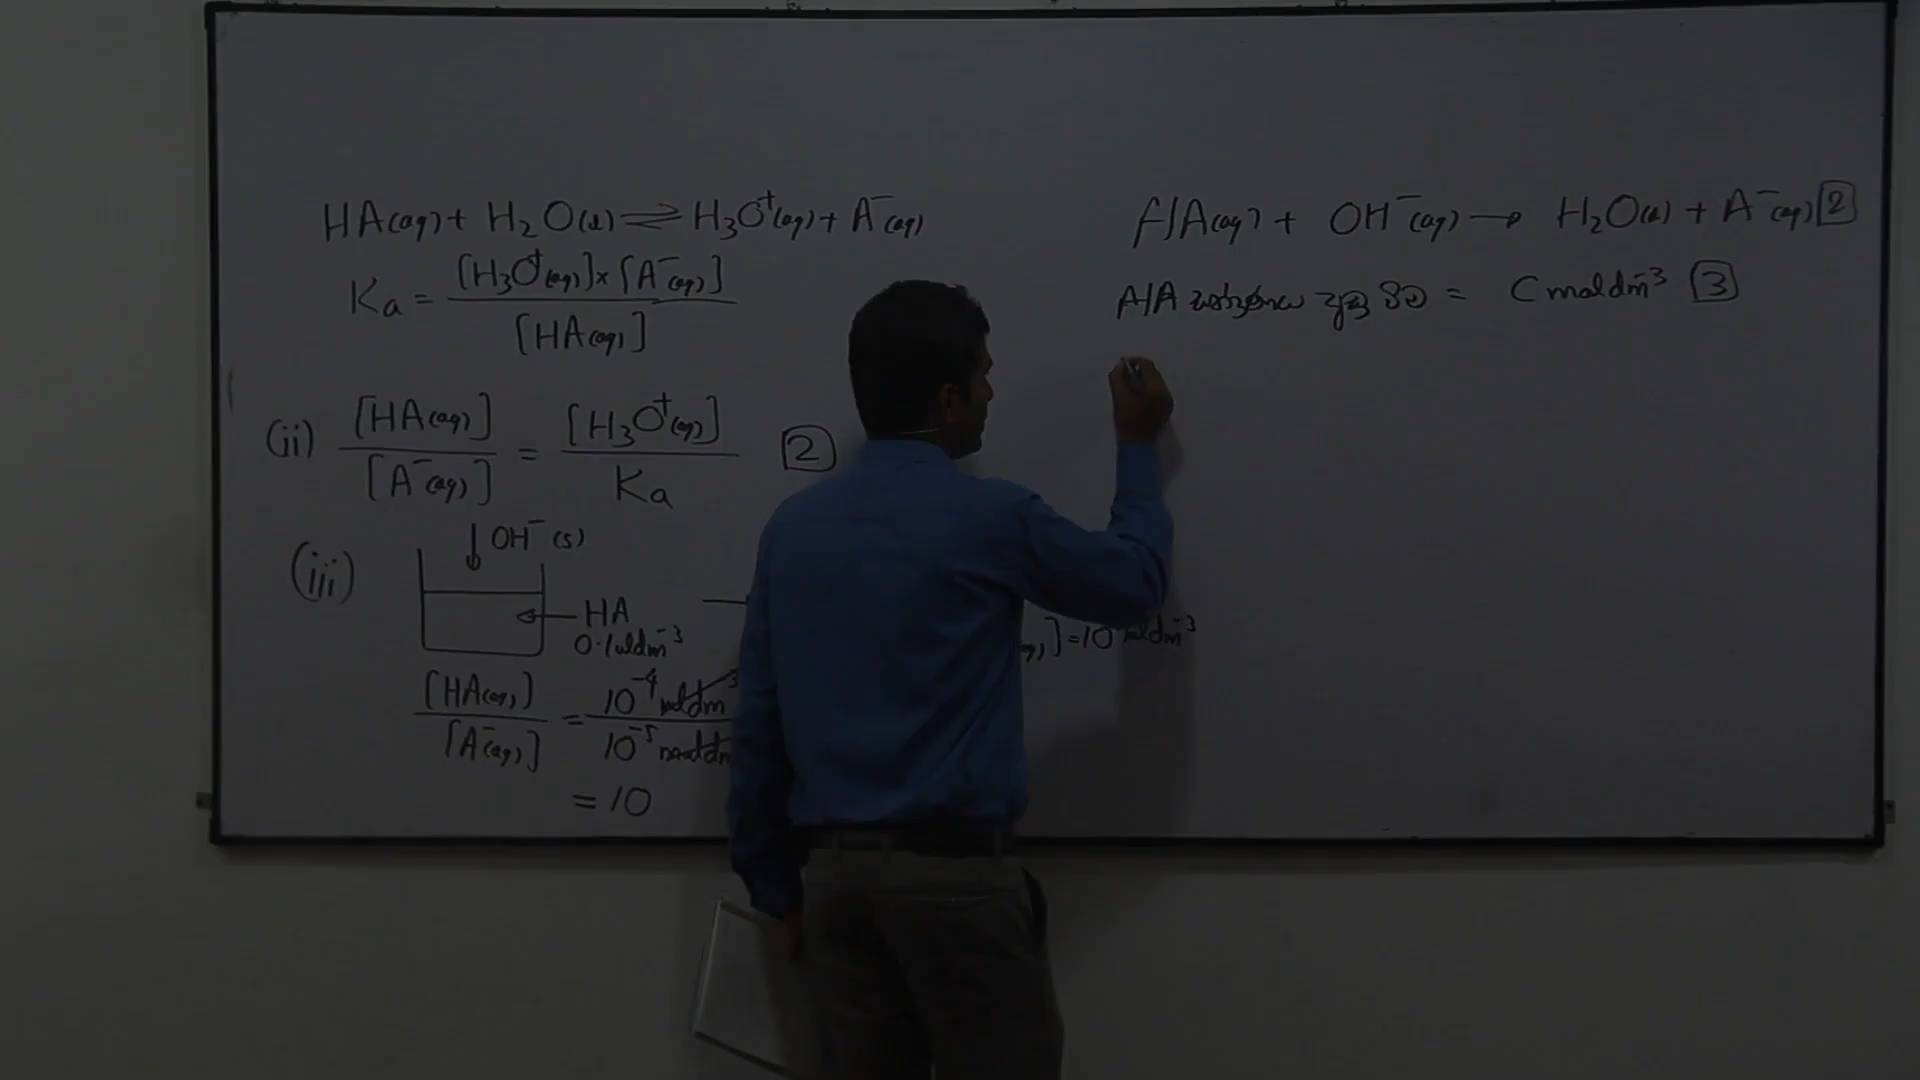 HA(aq) + H₂O(l) ⇌ H₃O⁺(aq) + A⁻(aq)
Ka = [H₃O⁺(aq)] × [A⁻(aq)]
[HA(aq)]
(ii) [HA(aq)] = [H₃O⁺(aq)] 2
[A⁻(aq)] Ka
(iii) ↓ OH⁻(s)
HA
0.1 moldm⁻³
[HA(aq)] = 10⁻⁴ moldm⁻³
[A⁻(aq)] 10⁻⁵ moldm
= 10
HA(aq) + OH⁻(aq) → H₂O(l) + A⁻(aq) 2
HA = C moldm⁻³ 3
] = 10 moldm⁻³